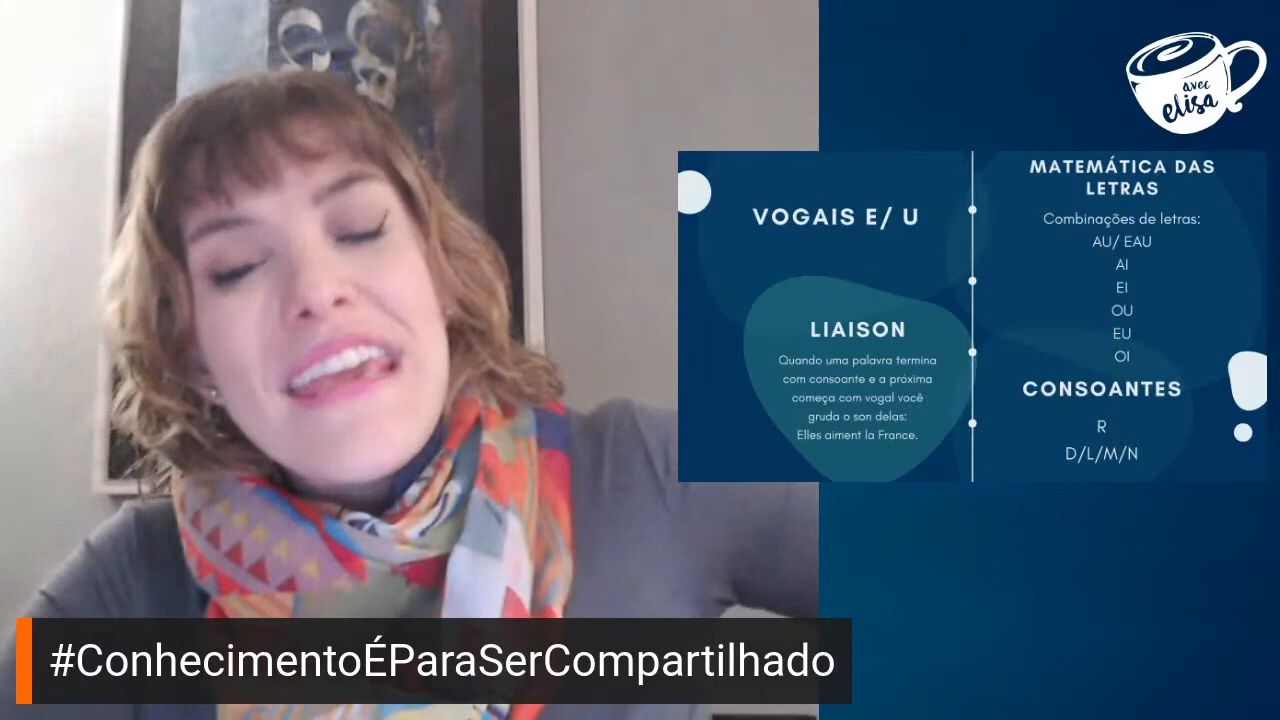 avec
elisa
VOGAIS E/ U
LIAISON
Quando uma palavra termina
com consoante e a próxima
começa com vogal você
gruda o son delas:
Elles aiment la France.
MATEMÁTICA DAS
LETRAS
Combinações de letras:
AU/ EAU
AI
EI
OU
EU
OI
CONSOANTES
R
D/L/M/N
#ConhecimentoÉParaSerCompartilhado